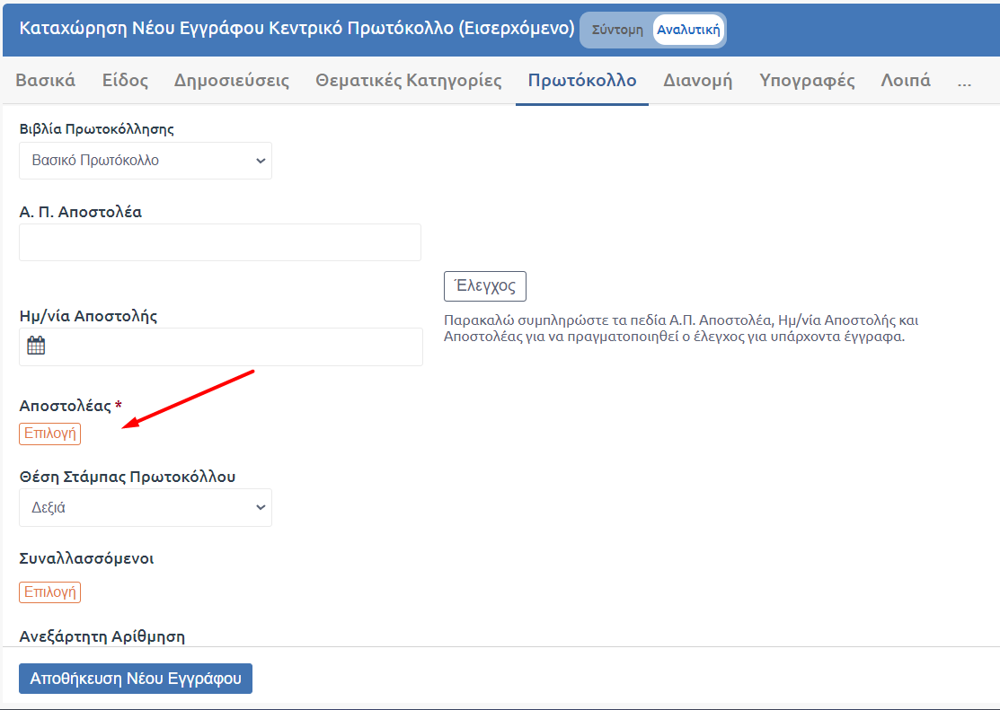 Καταχώρηση Νέου Εγγράφου Κεντρικό Πρωτόκολλο (Εισερχόμενο) Σύντομη Αναλυτική
Βασικά Είδος Δημοσιεύσεις Θεματικές Κατηγορίες Πρωτόκολλο Διανομή Υπογραφές Λοιπά ...
Βιβλία Πρωτοκόλλησης
Βασικό Πρωτόκολλο
Α. Π. Αποστολέα
Έλεγχος
Ημ/νία Αποστολής
Παρακαλώ συμπληρώστε τα πεδία Α.Π. Αποστολέα, Ημ/νία Αποστολής και
Αποστολέας για να πραγματοποιηθεί ο έλεγχος για υπάρχοντα έγγραφα.
Αποστολέας *
Επιλογή
Θέση Στάμπας Πρωτοκόλλου
Δεξιά
Συναλλασσόμενοι
Επιλογή
Ανεξάρτητη Αρίθμηση
Αποθήκευση Νέου Εγγράφου